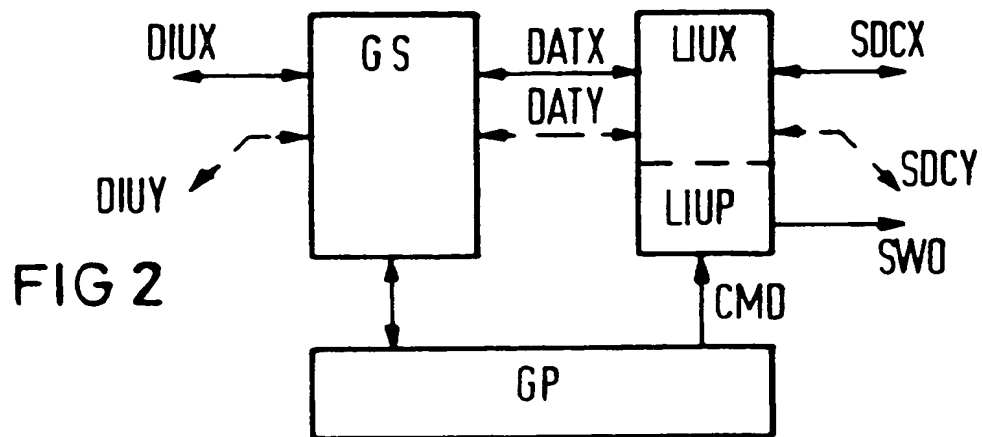 DIUX
GS
DATX
LIUX
SDCX
DATY
DIUY
LIUP
SDCY
SWO
FIG 2
CMD
GP